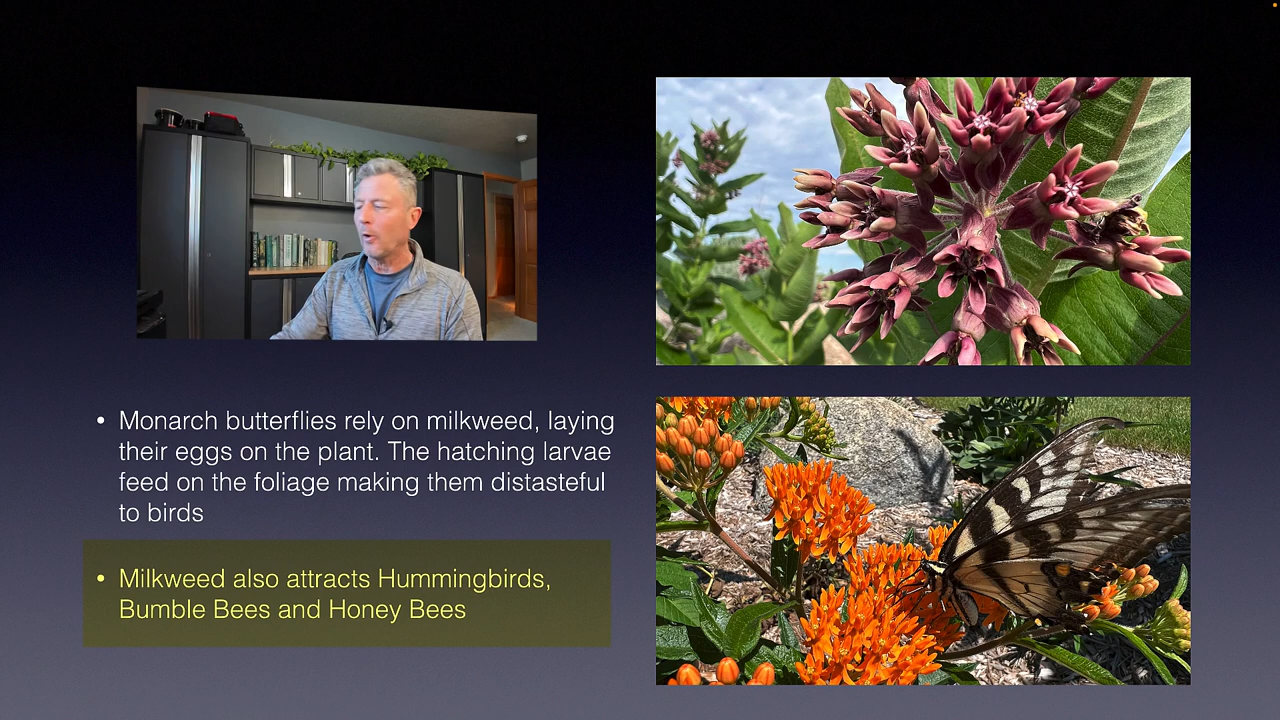 • Monarch butterflies rely on milkweed, laying
their eggs on the plant. The hatching larvae
feed on the foliage making them distasteful
to birds
• Milkweed also attracts Hummingbirds,
Bumble Bees and Honey Bees